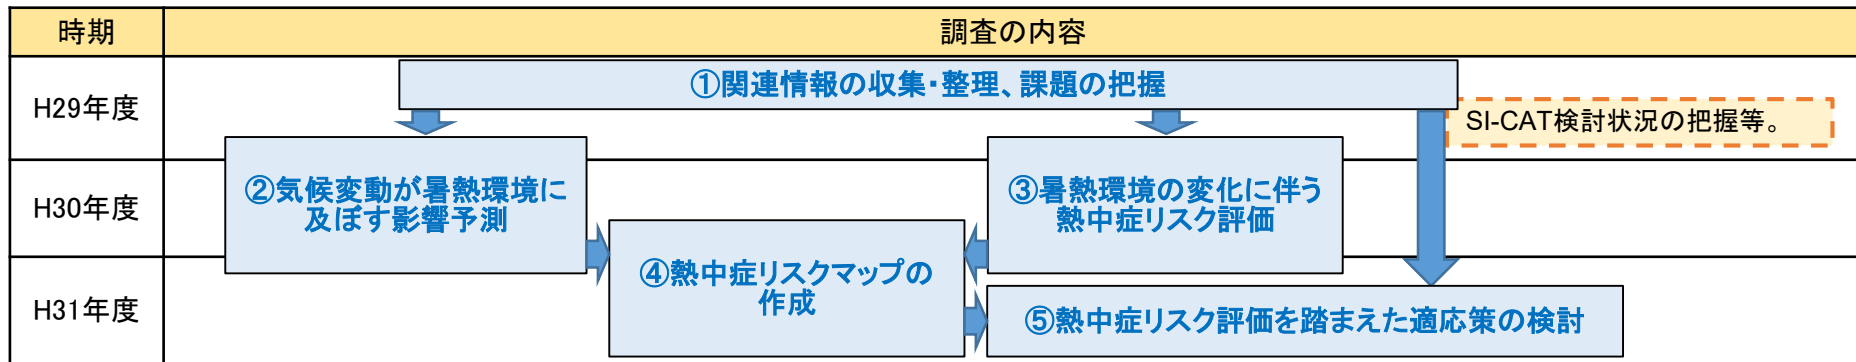 時期
調査の内容
H29年度
①関連情報の収集・整理、課題の把握
SI-CAT検討状況の把握等。
H30年度
②気候変動が暑熱環境に
及ぼす影響予測
③暑熱環境の変化に伴う
熱中症リスク評価
④熱中症リスクマップの
作成
H31年度
⑤熱中症リスク評価を踏まえた適応策の検討